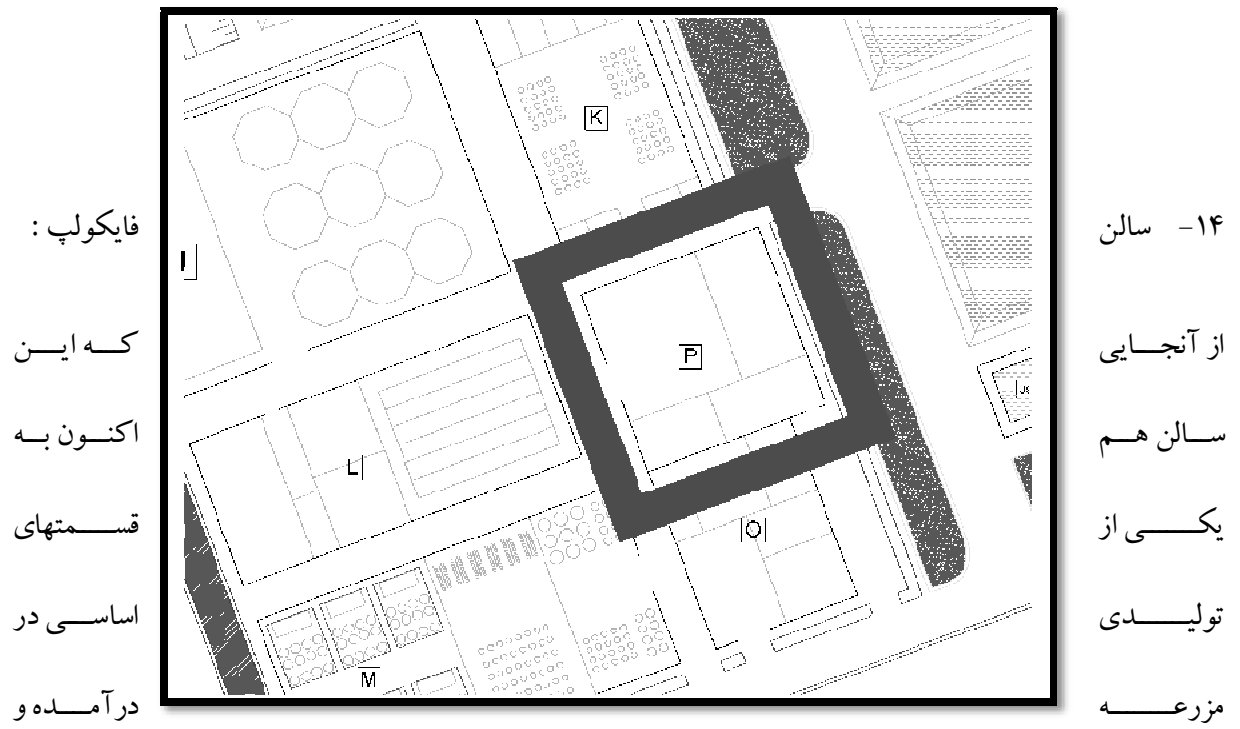 ۱۴- سالن فایکولپ :
از آنجایی که این
سالن هم اکنون به
یکی از قسمتهای
تولیدی اساسی در
مزرعه درآمده و
K
I
P
L
O
M